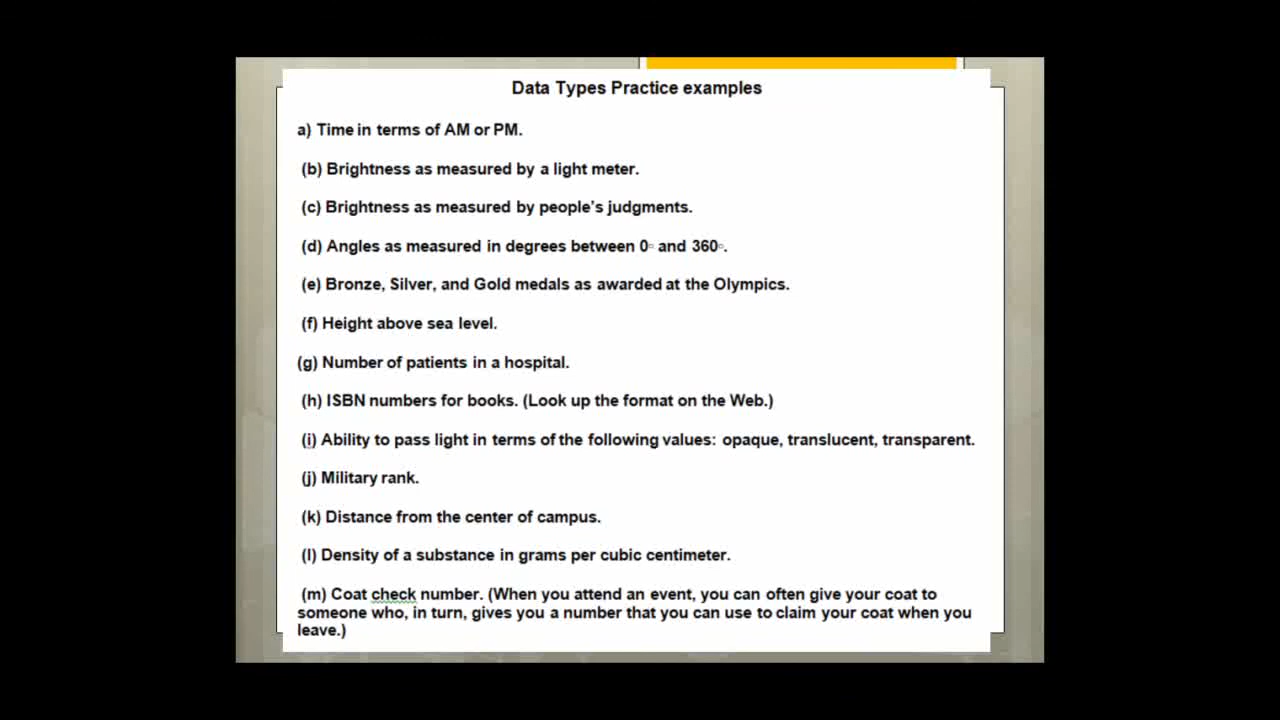 Data Types Practice examples
a) Time in terms of AM or PM.
(b) Brightness as measured by a light meter.
(c) Brightness as measured by people's judgments.
(d) Angles as measured in degrees between 0◦ and 360◦.
(e) Bronze, Silver, and Gold medals as awarded at the Olympics.
(f) Height above sea level.
(g) Number of patients in a hospital.
(h) ISBN numbers for books. (Look up the format on the Web.)
(i) Ability to pass light in terms of the following values: opaque, translucent, transparent.
(j) Military rank.
(k) Distance from the center of campus.
(l) Density of a substance in grams per cubic centimeter.
(m) Coat check number. (When you attend an event, you can often give your coat to
someone who, in turn, gives you a number that you can use to claim your coat when you
leave.)